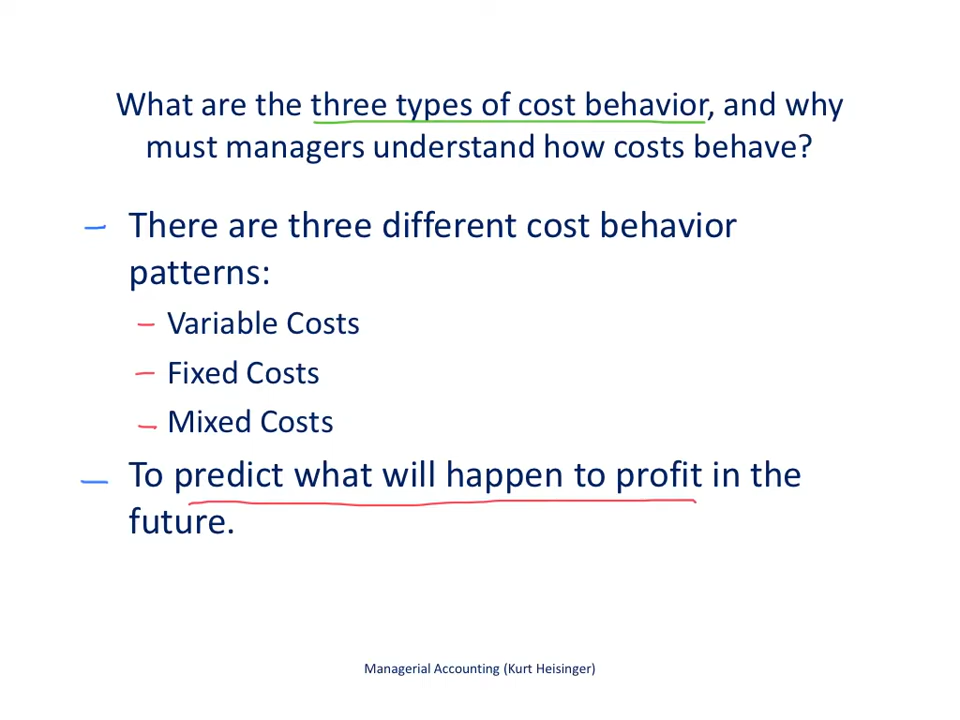 What are the three types of cost behavior, and why
must managers understand how costs behave?
There are three different cost behavior
patterns:
Variable Costs
Fixed Costs
Mixed Costs
To predict what will happen to profit in the
future.
Managerial Accounting (Kurt Heisinger)